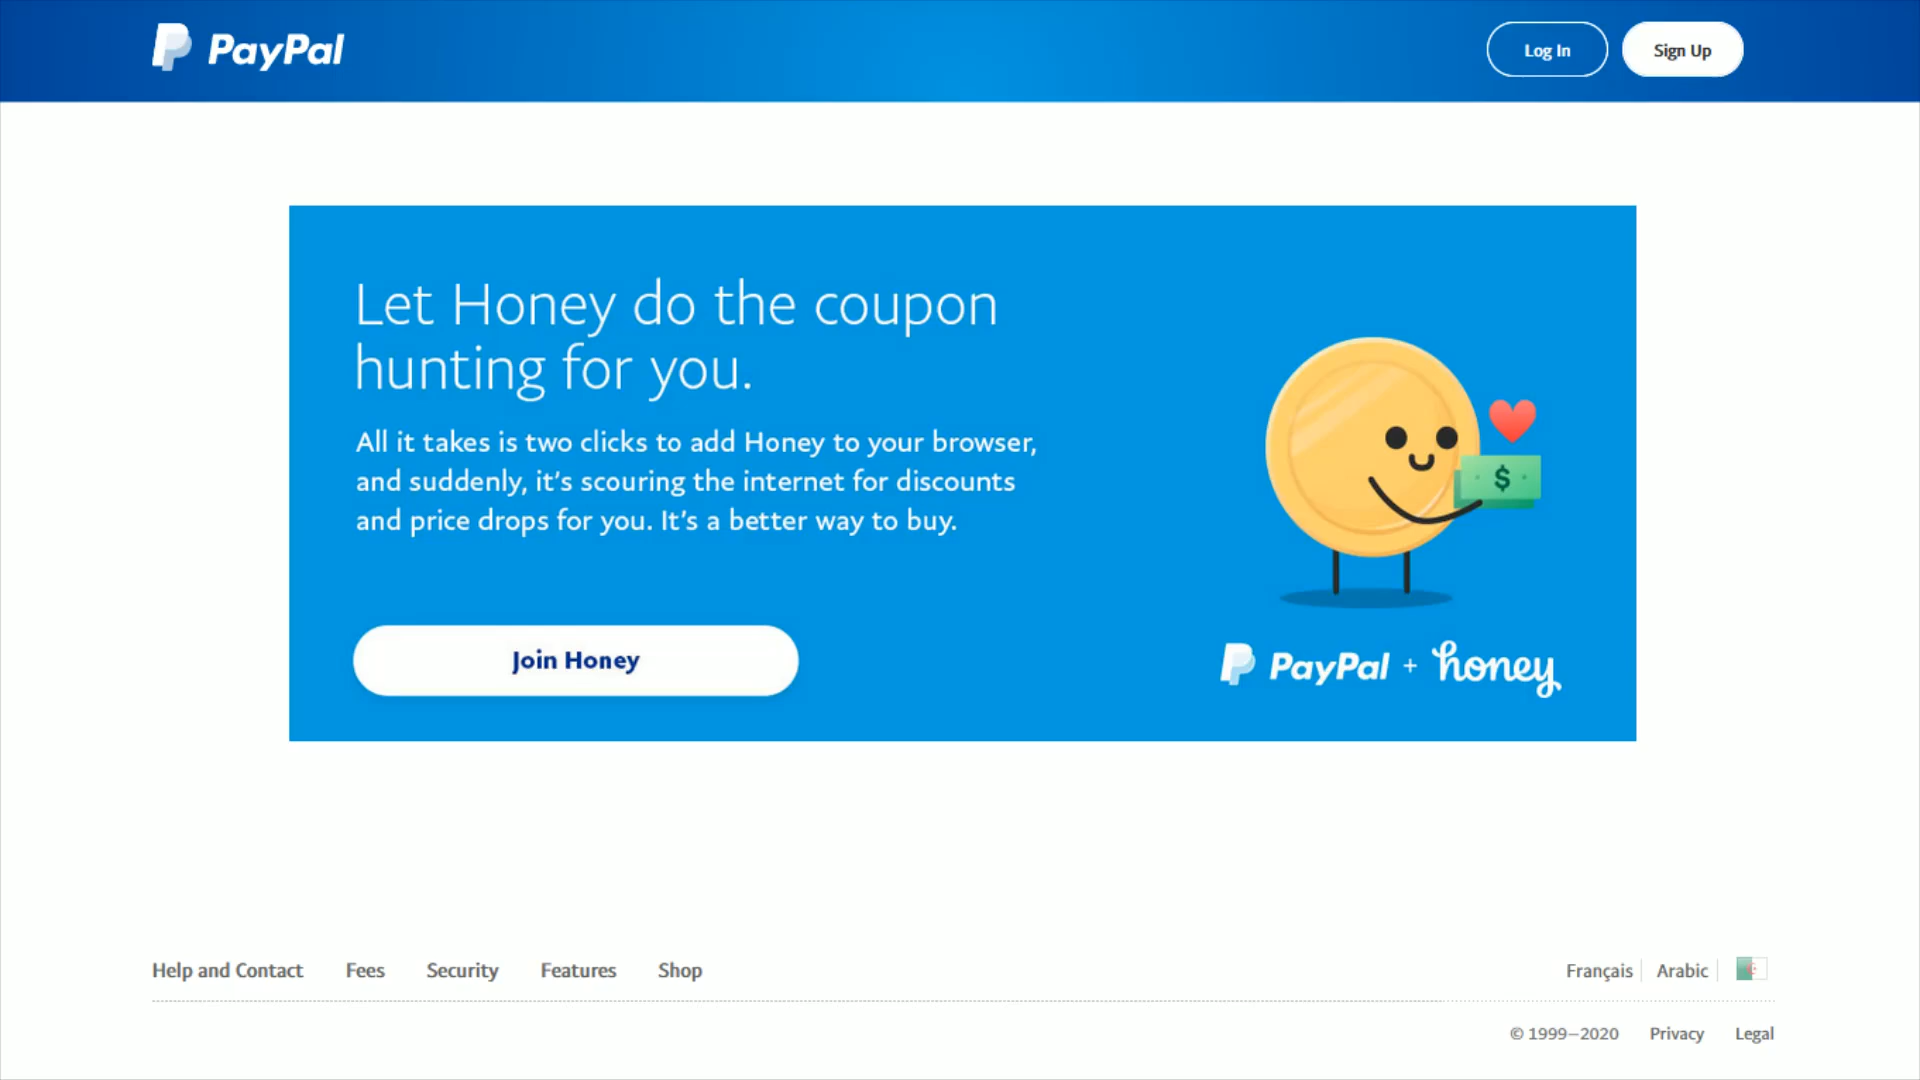 PayPal
Log In
Sign Up
Let Honey do the coupon
hunting for you.
All it takes is two clicks to add Honey to your browser,
and suddenly, it's scouring the internet for discounts
and price drops for you. It's a better way to buy.
$
Join Honey
PayPal + honey
Help and Contact Fees Security Features Shop
Français Arabic
© 1999–2020 Privacy Legal